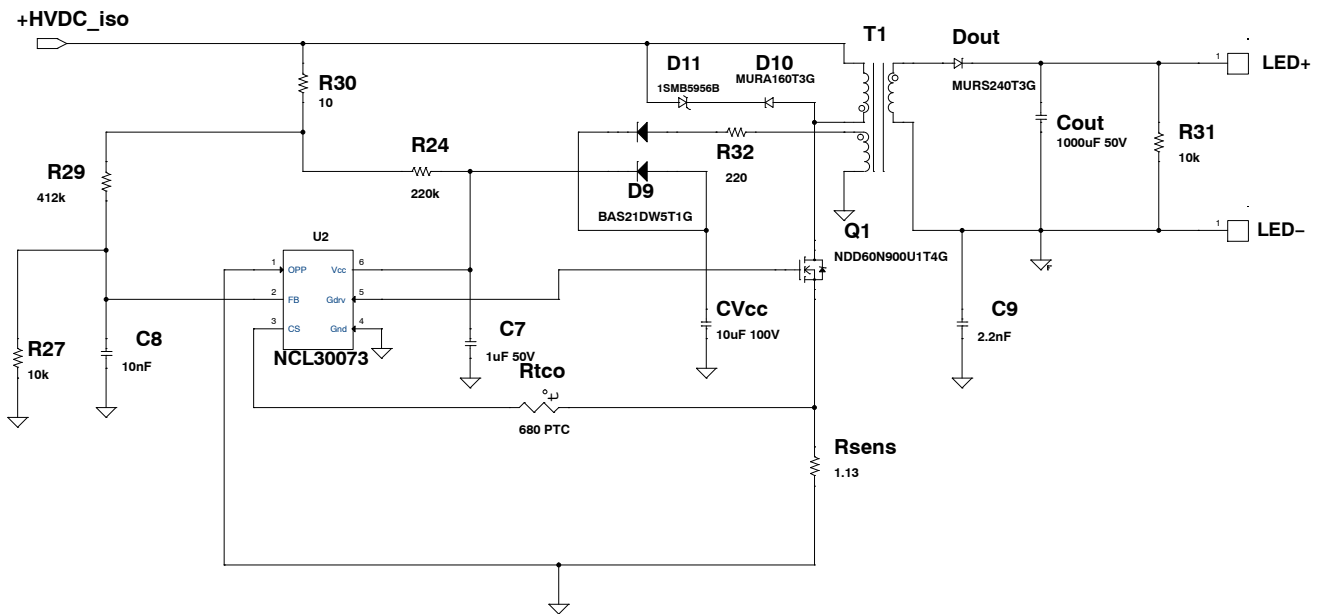 +HVDC_iso
T1
Dout
MURS240T3G
1
LED+
D11
1SMB5956B
D10
MURA160T3G
R30
10
Cout
1000uF 50V
R31
10k
R24
220k
R32
220
R29
412k
D9
BAS21DW5T1G
Q1
NDD60N900U1T4G
1
LED–
U2
1
OPP
Vcc
6
2
FB
Gdrv
5
3
CS
Gnd
4
NCL30073
CVcc
10uF 100V
C9
2.2nF
C8
10nF
C7
1uF 50V
R27
10k
Rtco
t
680 PTC
Rsens
1.13